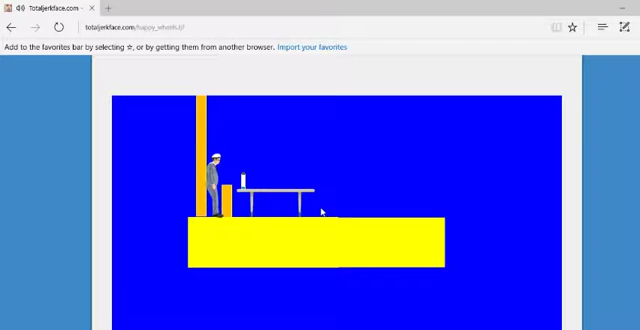 Totaljerkface.com
totaljerkface.com/happy_wheels.tjf
Add to the favorites bar by selecting ☆, or by getting them from another browser. Import your favorites